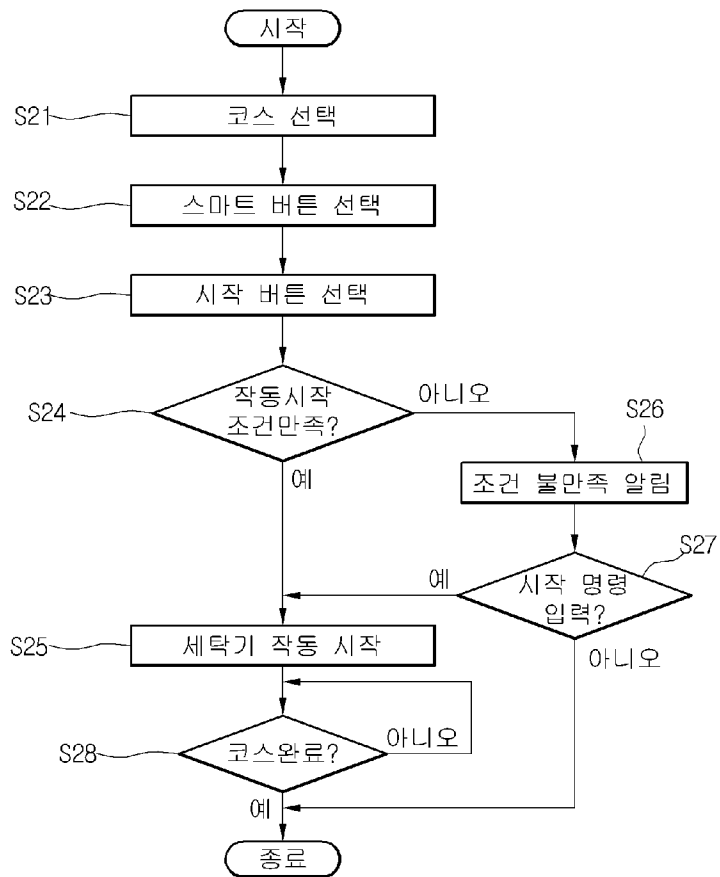 시작
S21
코스 선택
S22
스마트 버튼 선택
S23
시작 버튼 선택
S24
작동시작
조건만족?
아니오
예
S26
조건 불만족 알림
S27
시작 명령
입력?
예
아니오
S25
세탁기 작동 시작
S28
코스완료?
아니오
예
종료